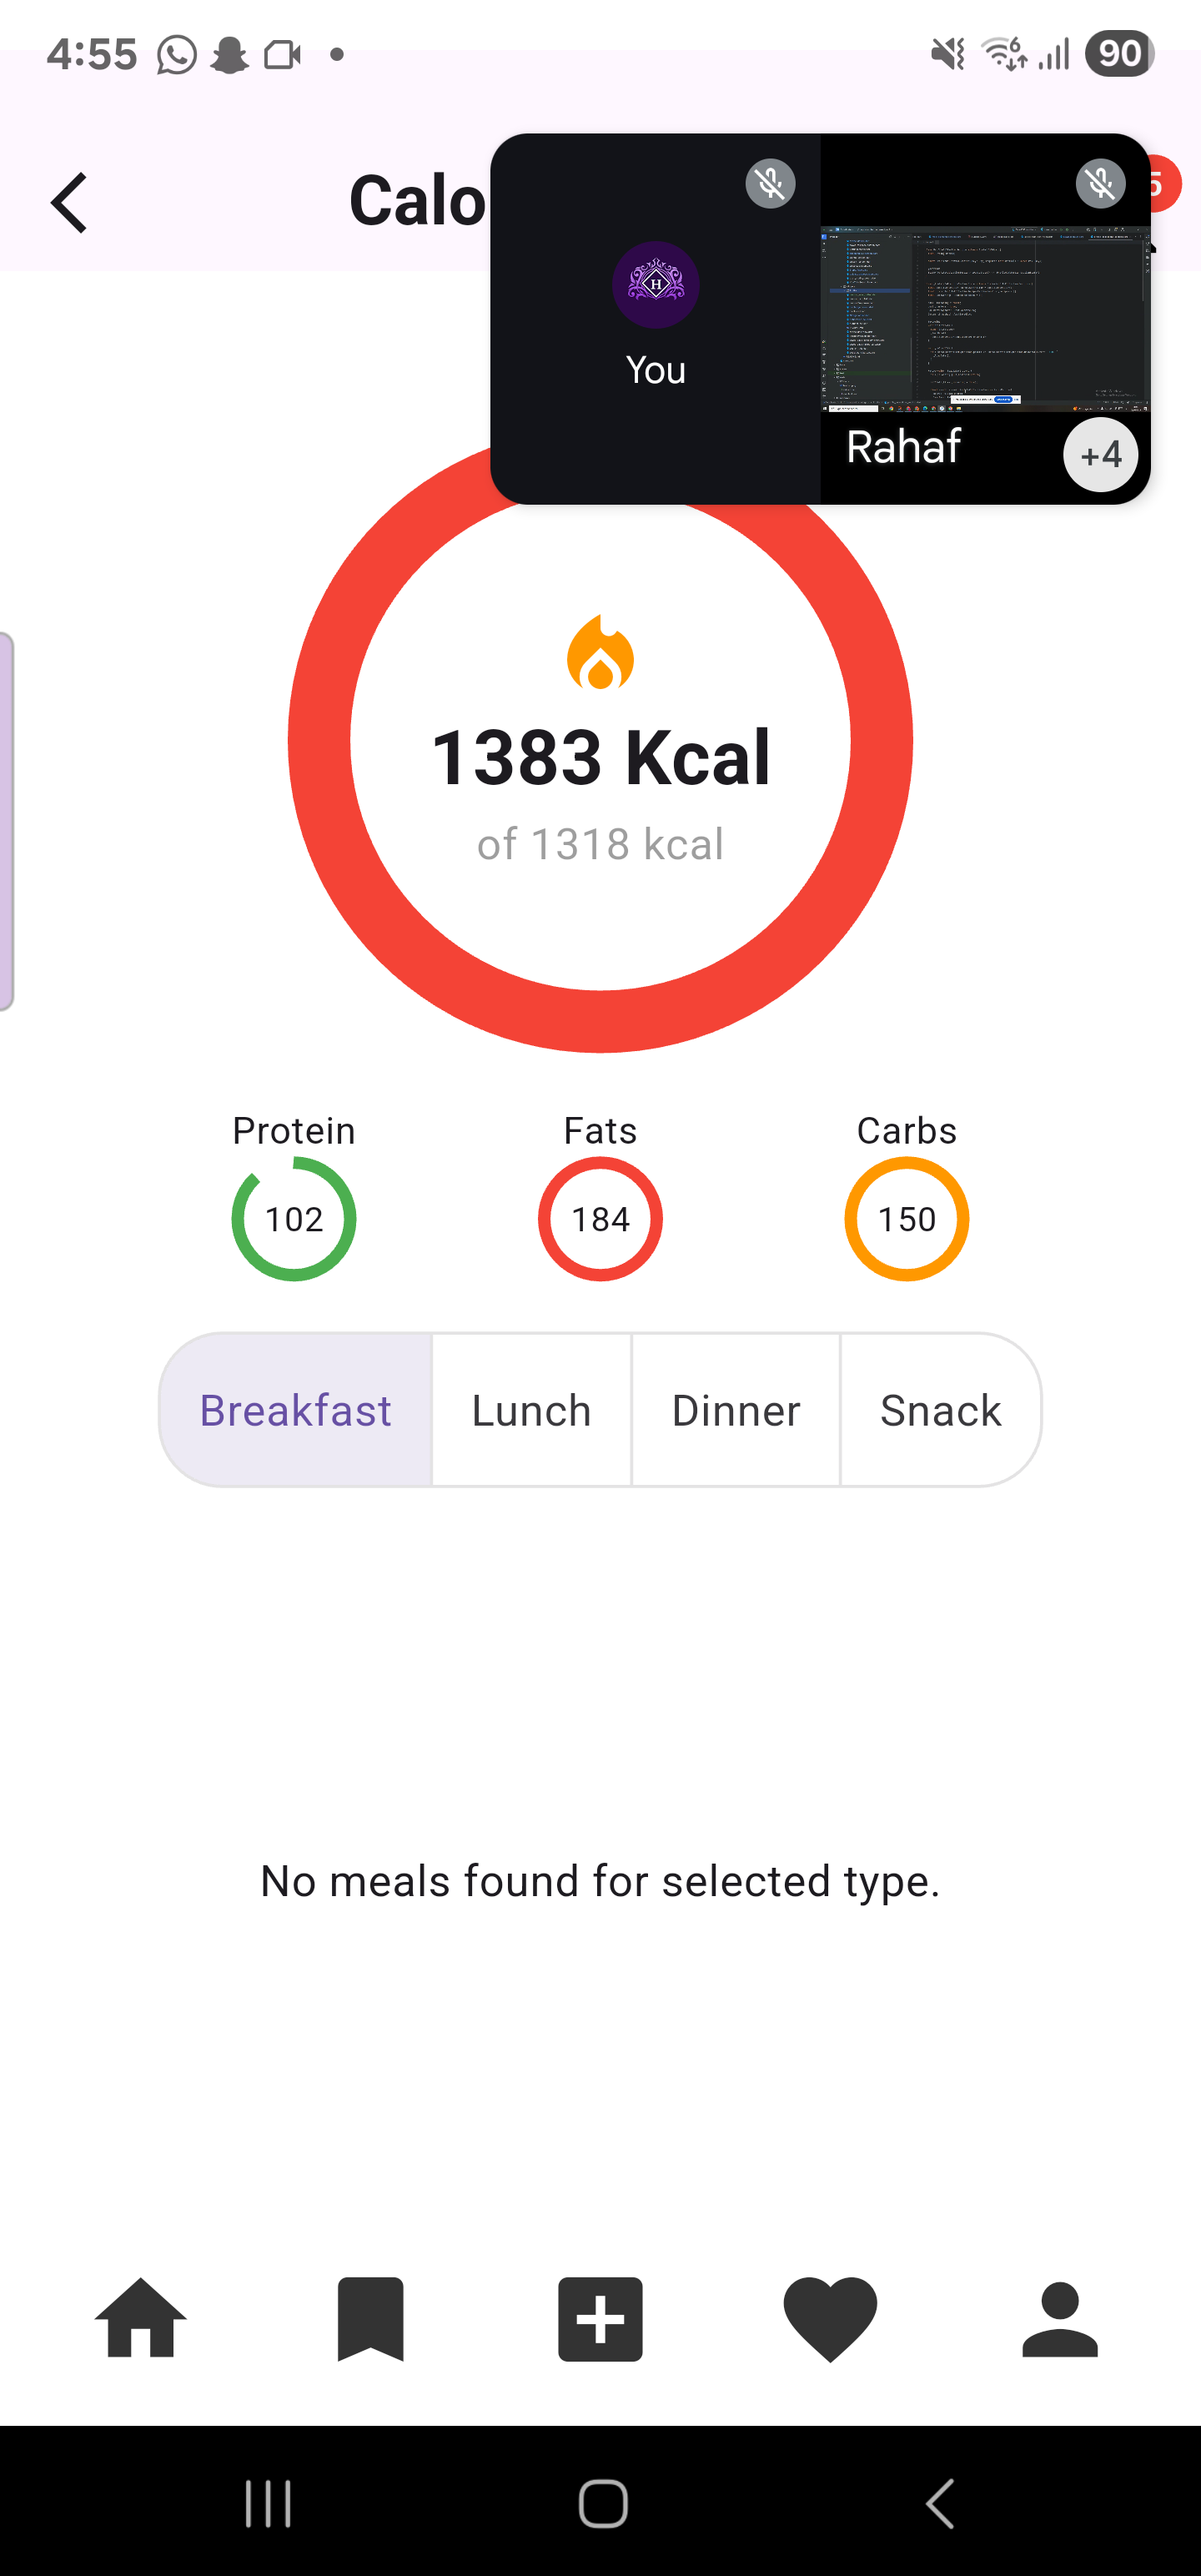 4:55
90
Calo
5
H
You
Rahaf
+4
1383 Kcal
of 1318 kcal
Protein Fats Carbs
102 184 150
Breakfast Lunch Dinner Snack
No meals found for selected type.